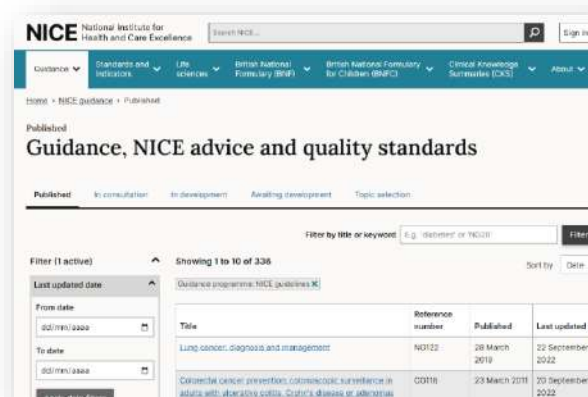 NICE National Institute for
Health and Care Excellence
Search NICE...
Sign in
Guidance
Standards and
Indicators
Life
sciences
British National
Formulary (BNF)
British National Formulary
for Children (BNFC)
Clinical Knowledge
Summaries (CKS)
About
Home > NICE guidance > Published
Published
Guidance, NICE advice and quality standards
Published
In consultation
In development
Awaiting development
Topic selection
Filter by title or keyword
E.g. 'diabetes' or 'NG28'
Filter
Filter (1 active)
Showing 1 to 10 of 336
Sort by
Date
Last updated date
Guidance programme: NICE guidelines X
From date
dd/mm/aaaa
To date
dd/mm/aaaa
Title
Reference
number
Published
Last updated
Lung cancer: diagnosis and management
NG122
28 March
2019
22 September
2022
Colorectal cancer prevention: colonoscopic surveillance in
adults with ulcerative colitis, Crohn's disease or adenomas
CG118
23 March 2011
20 September
2022